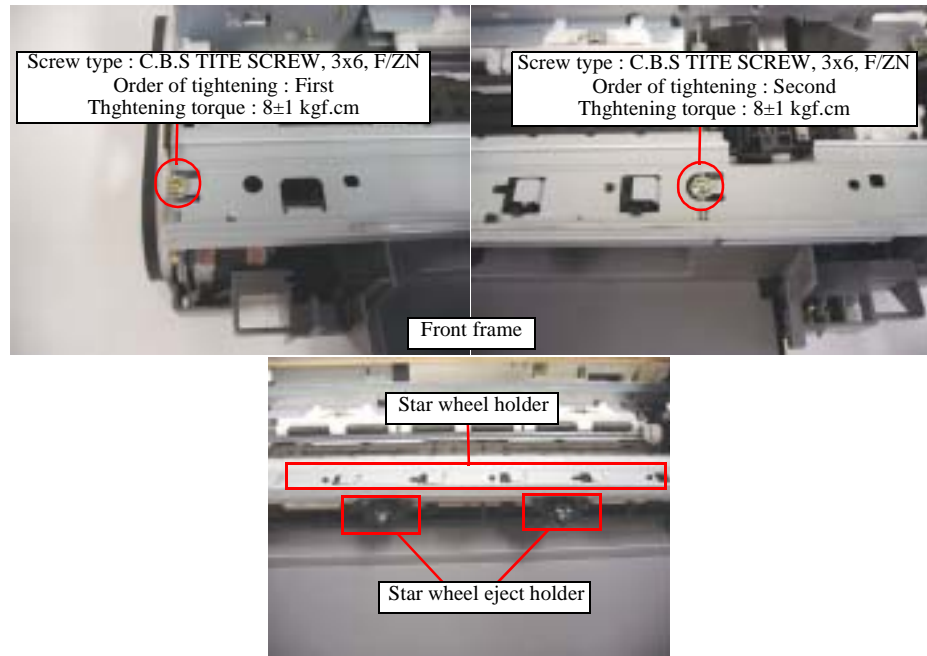 Screw type : C.B.S TITE SCREW, 3x6, F/ZN
Order of tightening : First
Thghtening torque : 8±1 kgf.cm
Screw type : C.B.S TITE SCREW, 3x6, F/ZN
Order of tightening : Second
Thghtening torque : 8±1 kgf.cm
Front frame
Star wheel holder
Star wheel eject holder